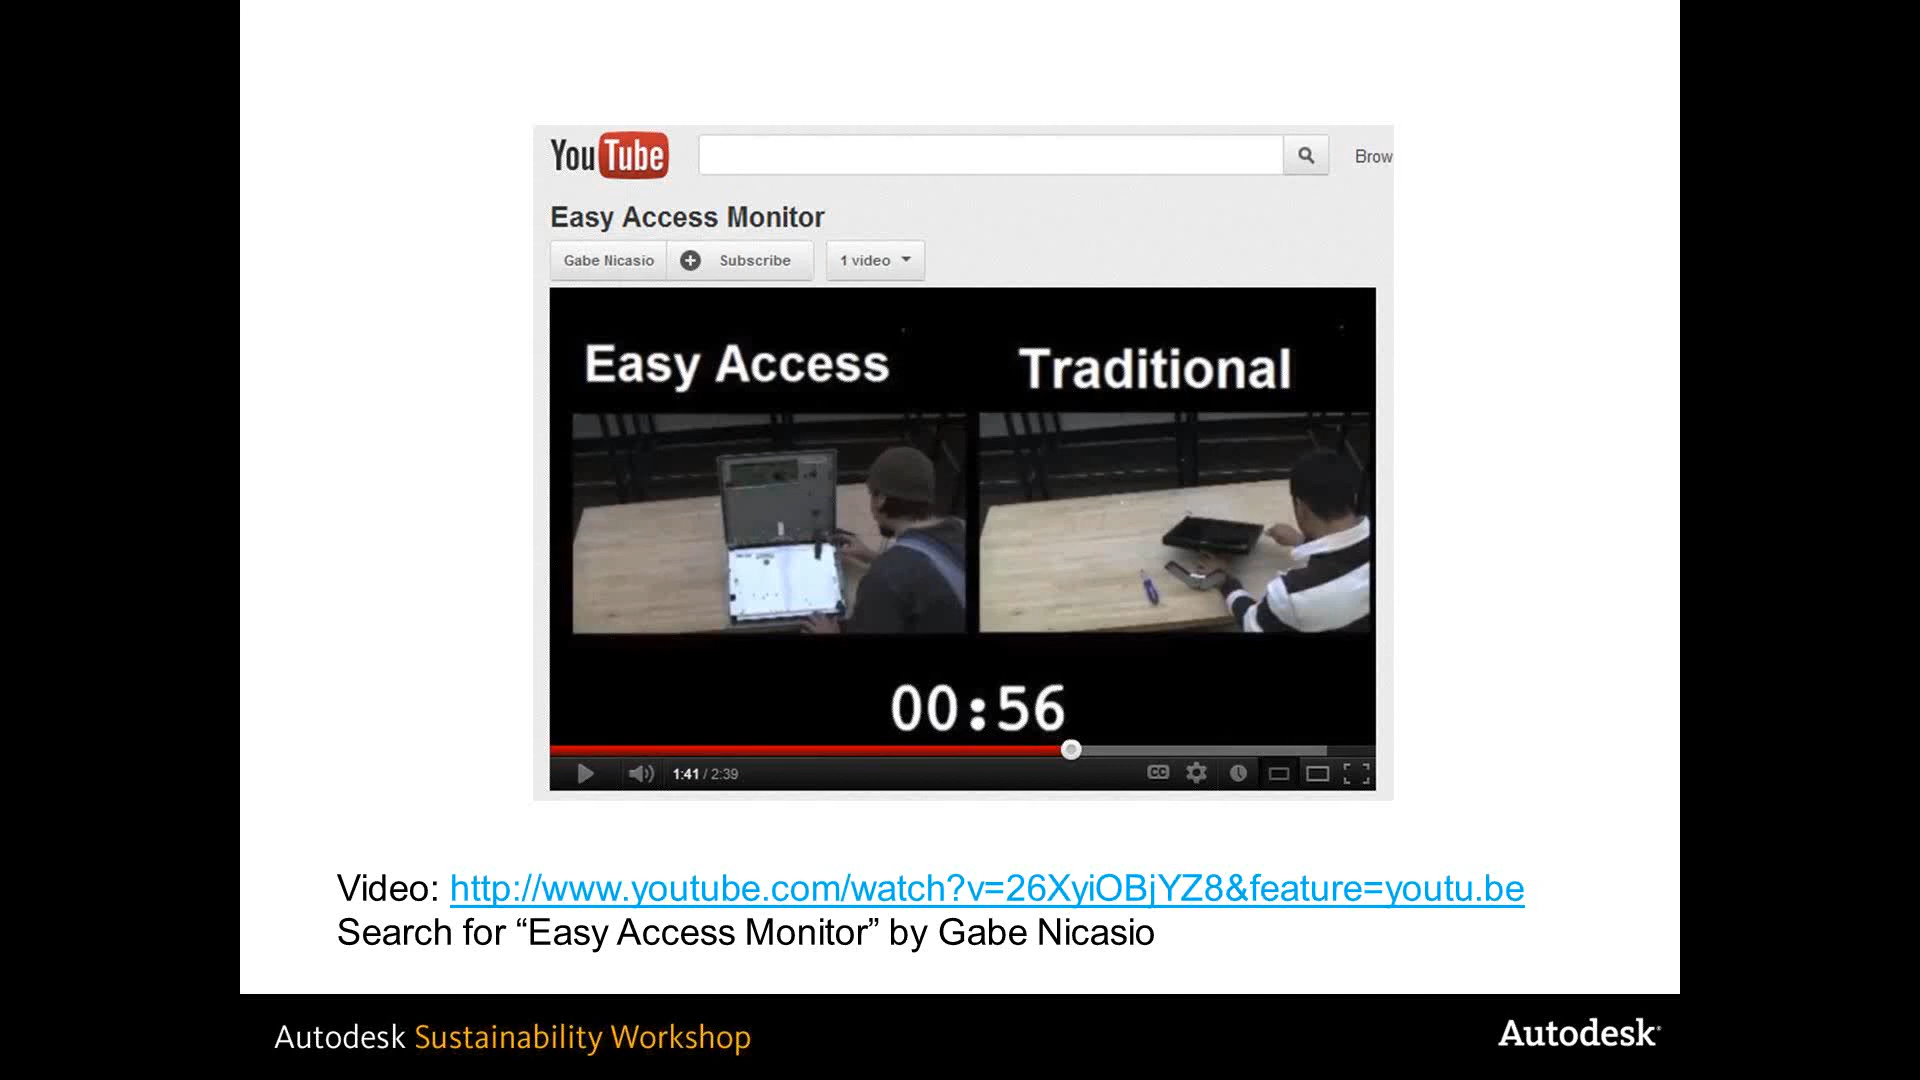 YouTube
Brow
Easy Access Monitor
Gabe Nicasio Subscribe 1 video
Easy Access Traditional
00:56
1:41 / 2:39 CC
Video: http://www.youtube.com/watch?v=26XyiOBjYZ8&feature=youtu.be
Search for “Easy Access Monitor” by Gabe Nicasio
Autodesk Sustainability Workshop Autodesk